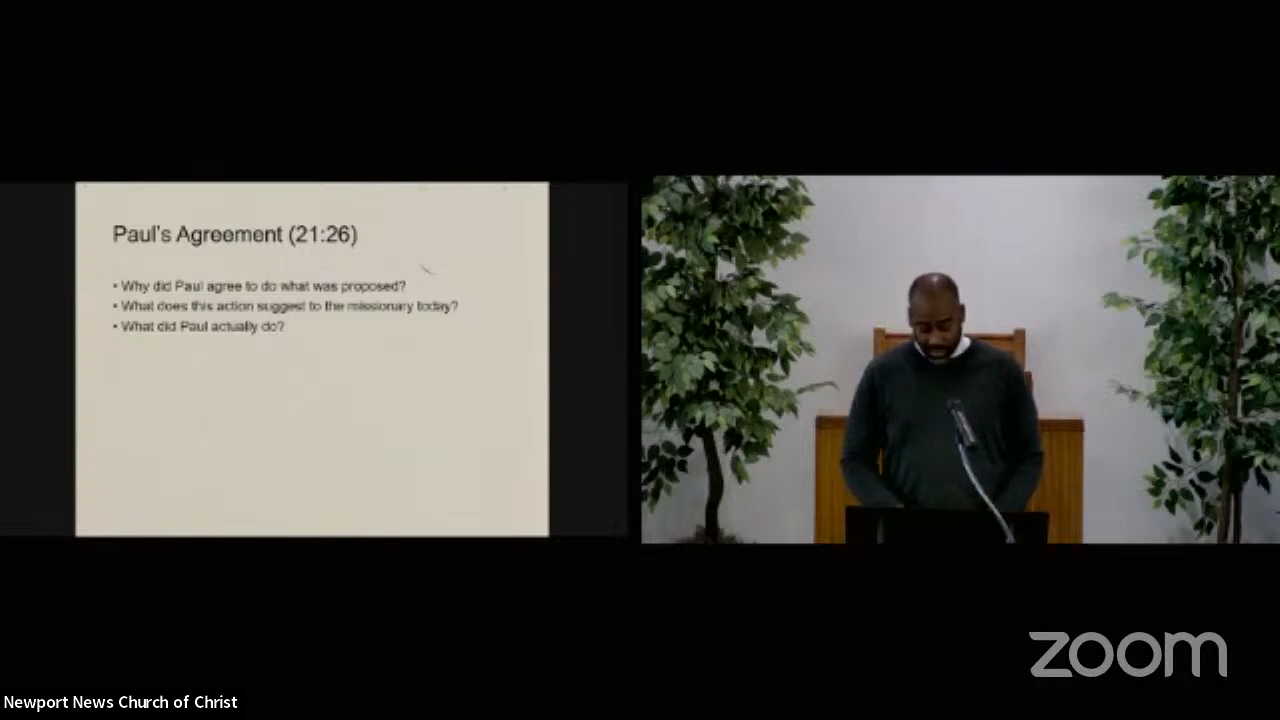 Paul's Agreement (21:26)
• Why did Paul agree to do what was proposed?
• What does this action suggest to the missionary today?
• What did Paul actually do?
zoom
Newport News Church of Christ